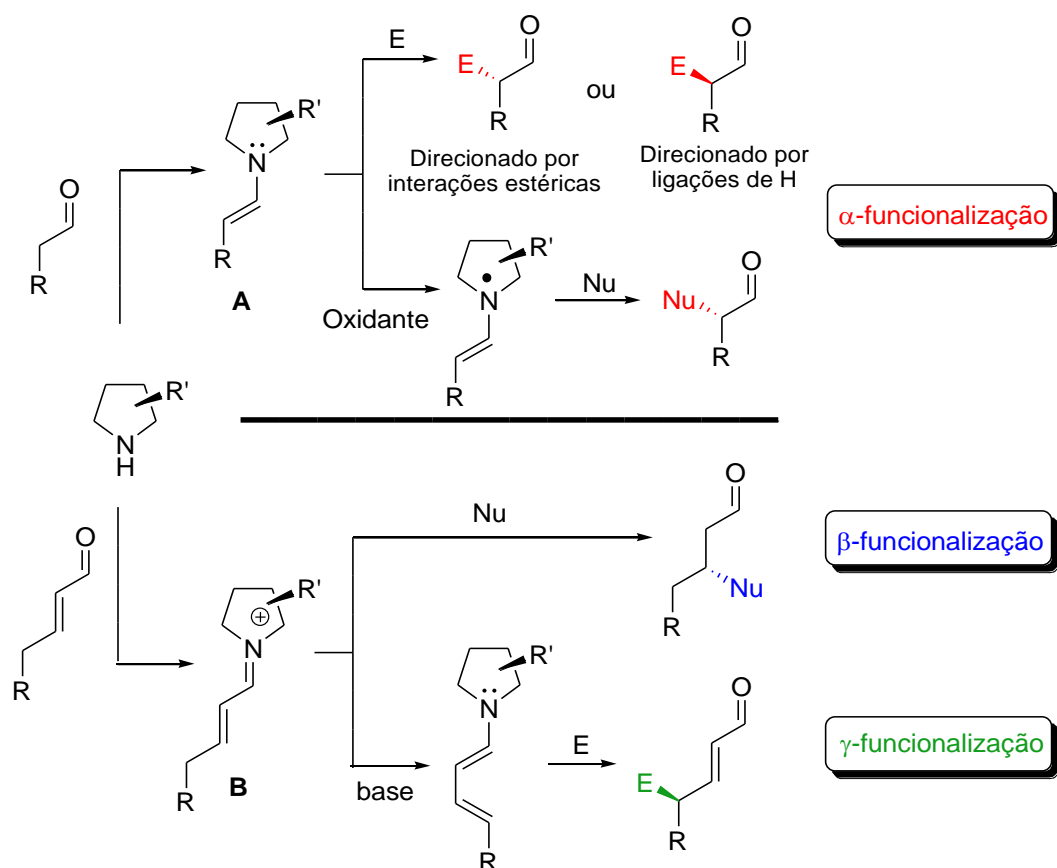 E
O
E
R
ou
O
E
R
Direcionado por
interações estéricas
Direcionado por
ligações de H
α-funcionalização
O
R
R'
N
R
A
Oxidante
R'
N
R
Nu
O
Nu
R
R'
N
H
O
R
R'
+
N
R
B
Nu
O
Nu
R
β-funcionalização
base
R'
N
R
E
O
E
R
γ-funcionalização